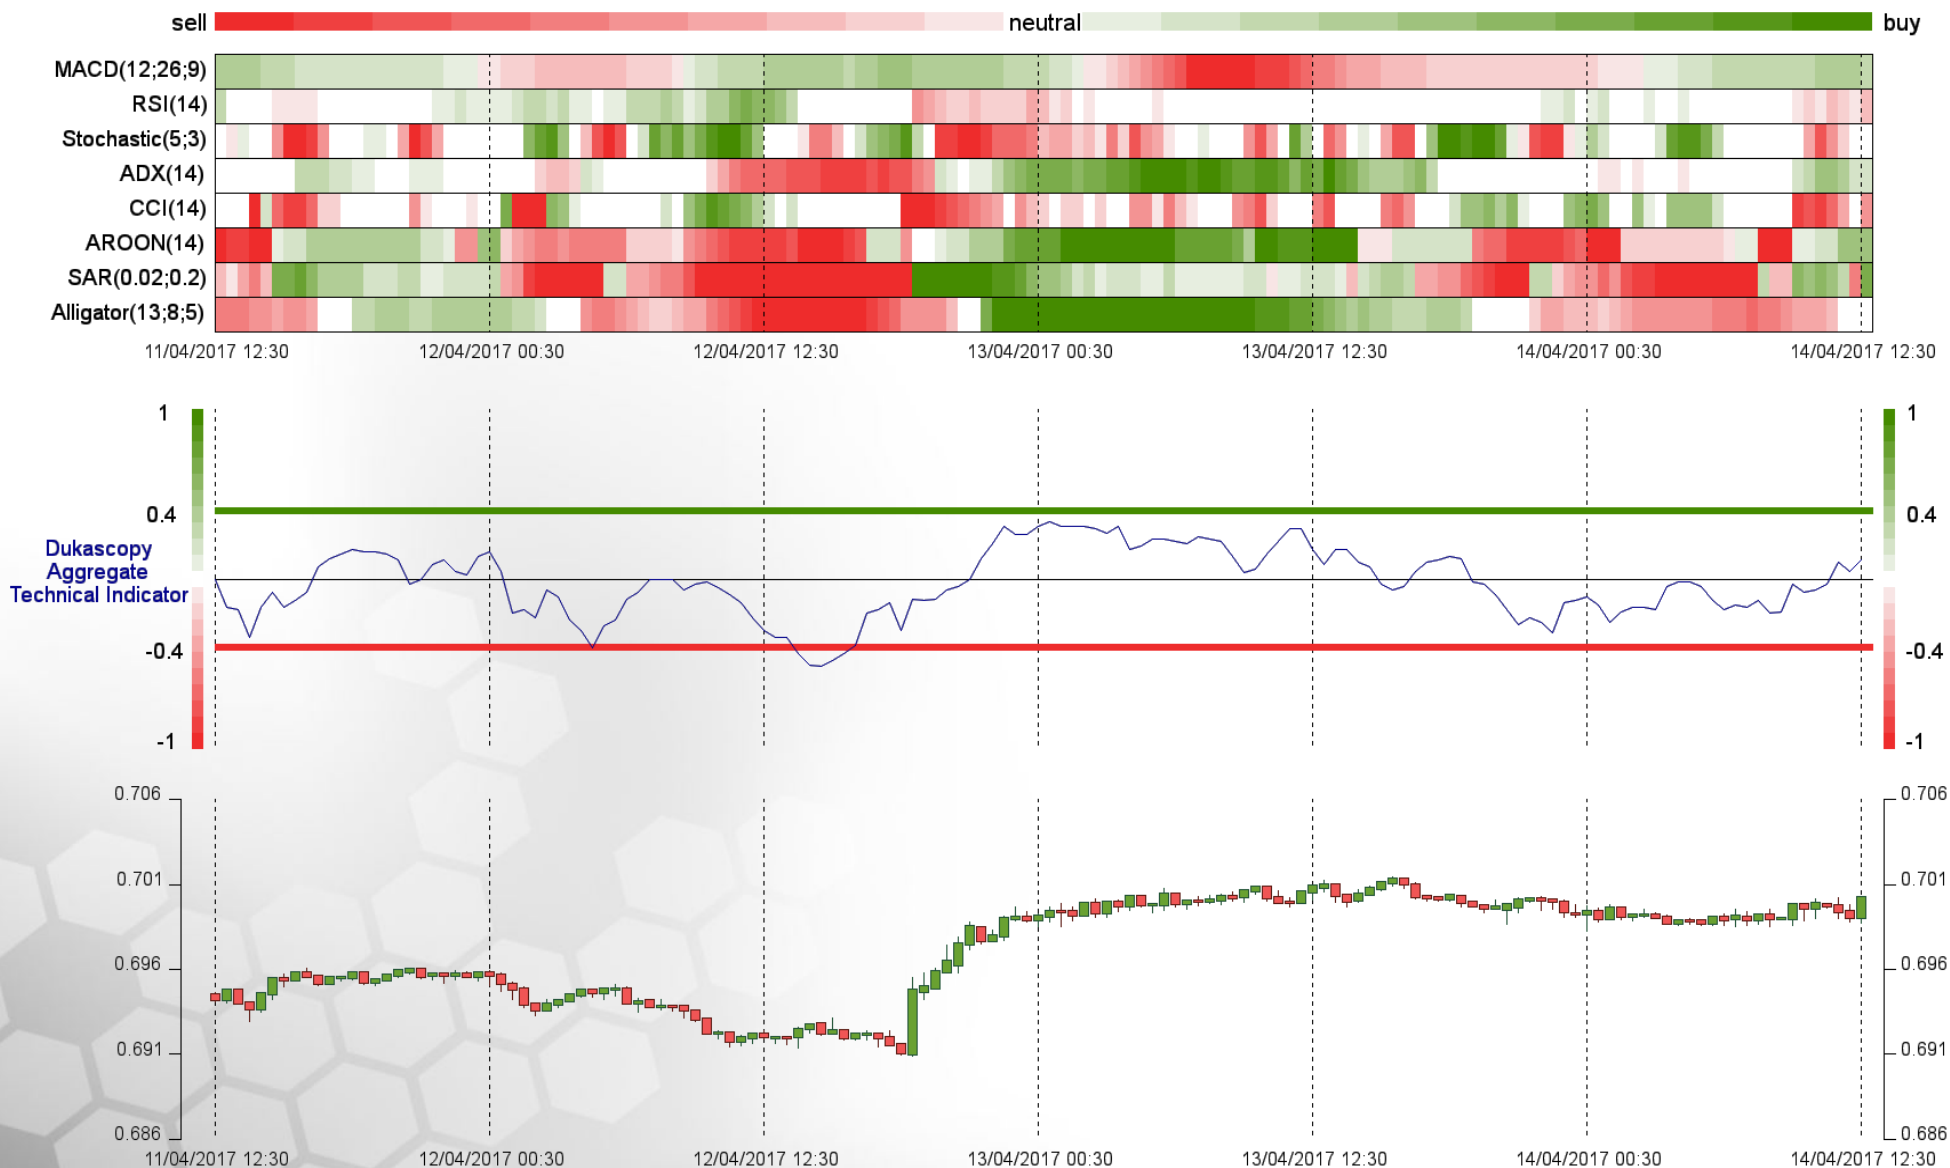 sell neutral buy
MACD(12;26;9)
RSI(14)
Stochastic(5;3)
ADX(14)
CCI(14)
AROON(14)
SAR(0.02;0.2)
Alligator(13;8;5)
11/04/2017 12:30 12/04/2017 00:30 12/04/2017 12:30 13/04/2017 00:30 13/04/2017 12:30 14/04/2017 00:30 14/04/2017 12:30
1 1
0.4 0.4
Dukascopy
Aggregate
Technical Indicator
-0.4 -0.4
-1 -1
0.706 0.706
0.701 0.701
0.696 0.696
0.691 0.691
0.686 0.686
11/04/2017 12:30 12/04/2017 00:30 12/04/2017 12:30 13/04/2017 00:30 13/04/2017 12:30 14/04/2017 00:30 14/04/2017 12:30